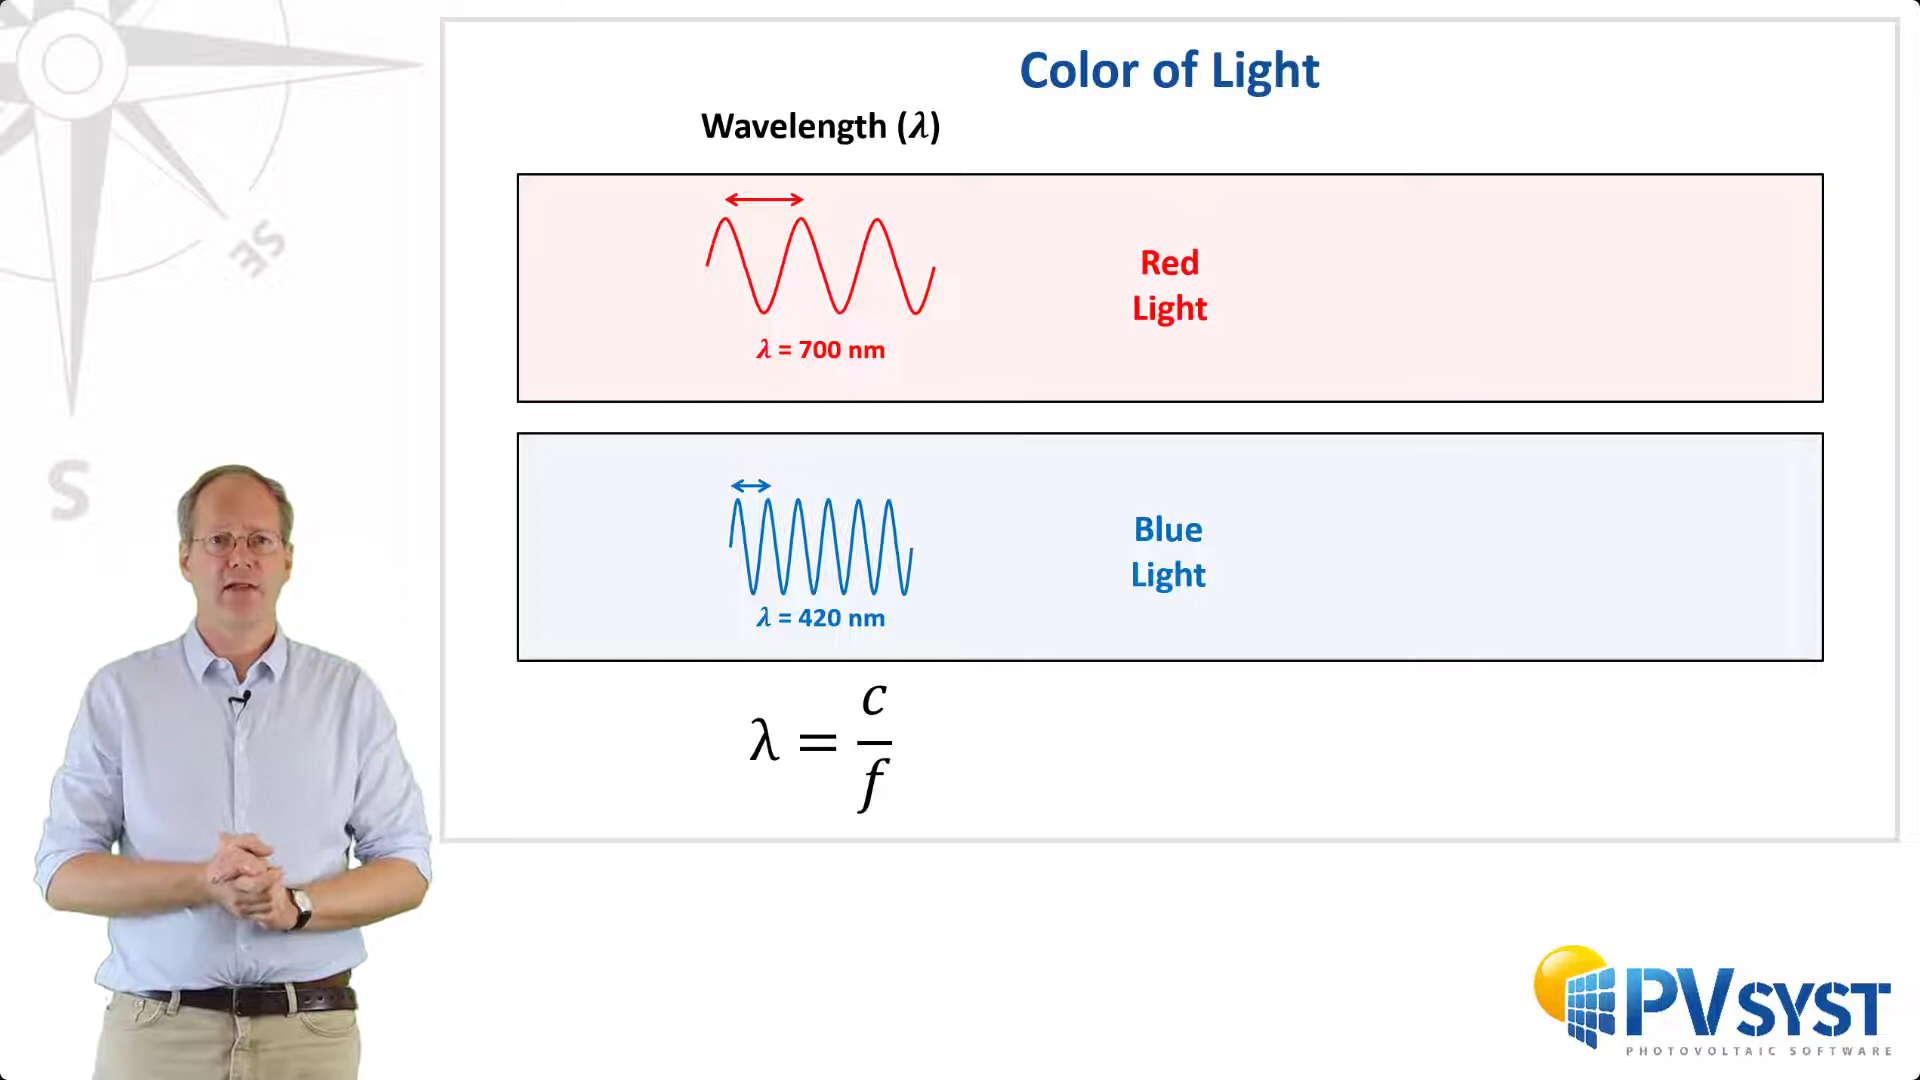 Color of Light
Wavelength (λ)
Red
Light
λ = 700 nm
Blue
Light
λ = 420 nm
λ = c/f
SE
S
PVSYST
PHOTOVOLTAIC SOFTWARE